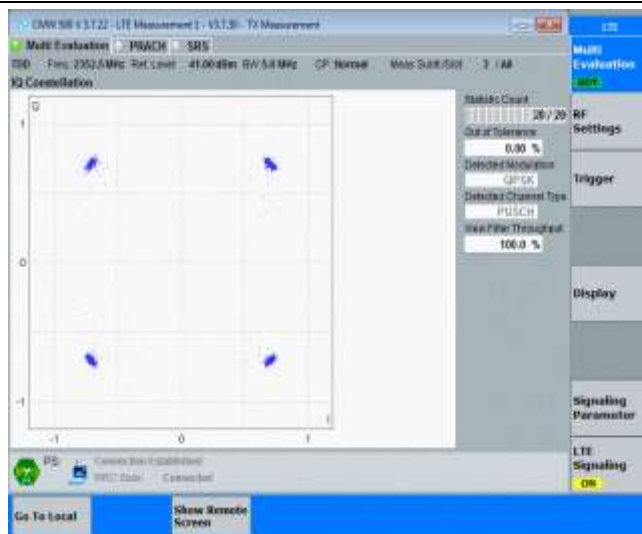 CMW 500 V 3.7.22 - LTE Measurement 1 - V3.7.30 - TX Measurement
LTE
Multi Evaluation PRACH SRS
Multi
Evaluation
RDY
TDD Freq: 2352.5 MHz Ref. Level: 41.00 dBm BW: 5.0 MHz CP: Normal Meas Subfr./Slot 3 / All
IQ Constellation
Q
1
0
-1
-1
0
1
I
Statistic Count
20 / 20
Out of Tolerance
0.00 %
Detected Modulation
QPSK
Detected Channel Type
PUSCH
View Filter Throughput
100.0 %
RF
Settings
Trigger
Display
Signaling
Parameter
LTE
Signaling
ON
PS
Connection Established
RRC State Connected
Go To Local
Show Remote
Screen